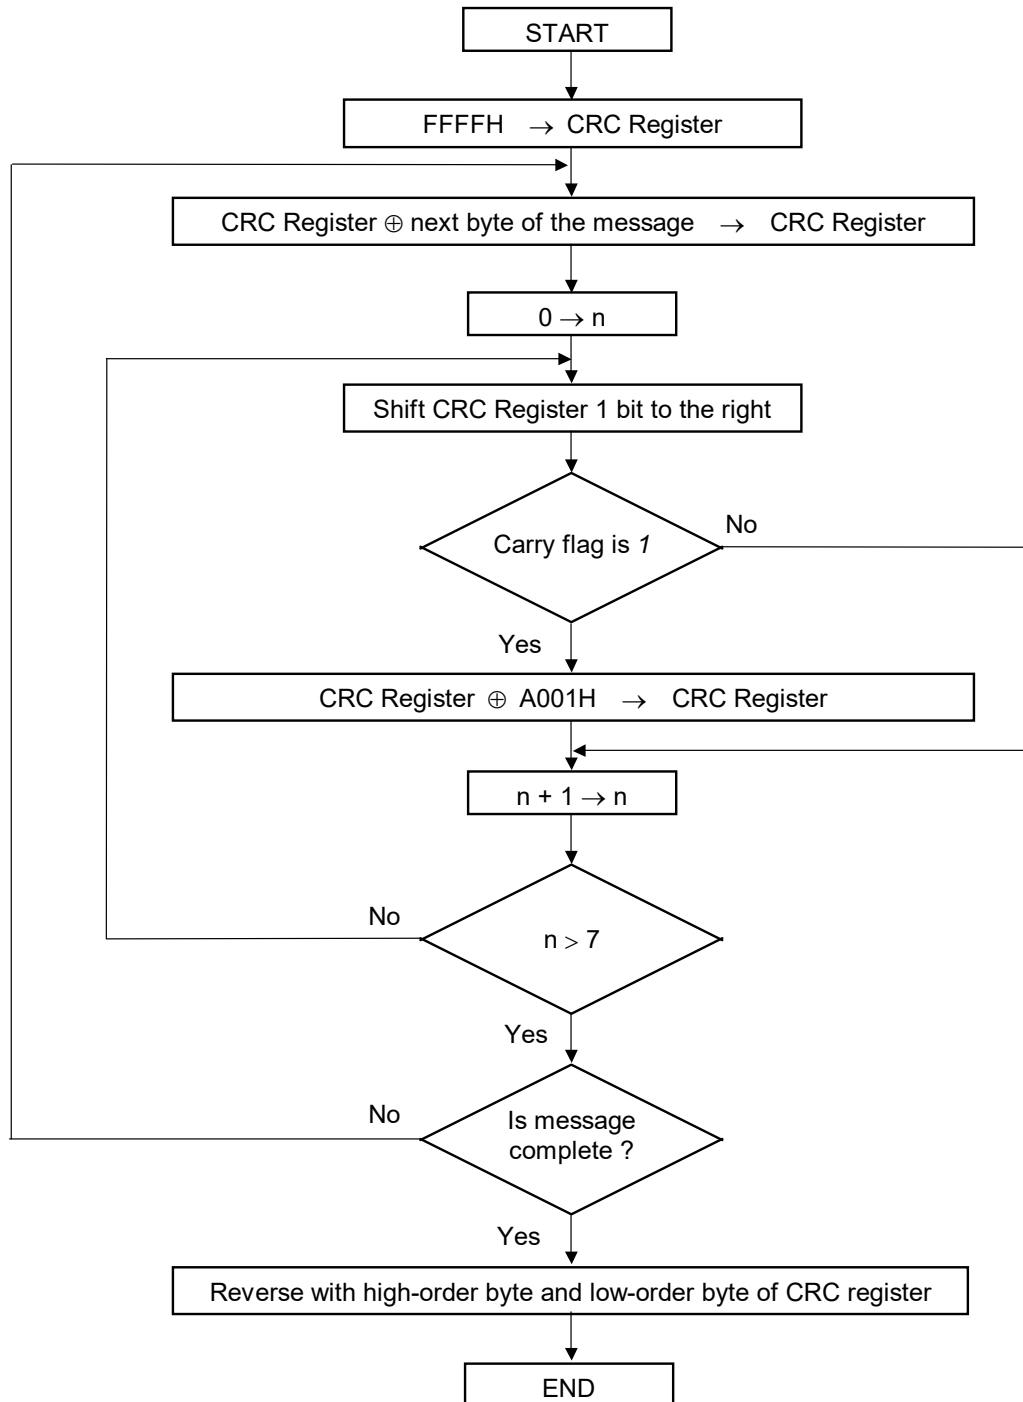 START
FFFFH → CRC Register
CRC Register ⊕ next byte of the message → CRC Register
0 → n
Shift CRC Register 1 bit to the right
Carry flag is 1
No
Yes
CRC Register ⊕ A001H → CRC Register
n + 1 → n
No
n > 7
Yes
No
Is message
complete ?
Yes
Reverse with high-order byte and low-order byte of CRC register
END